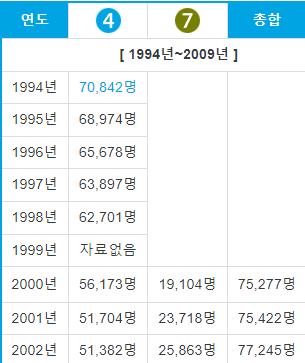 연도 4 7 종합
[ 1994년~2009년 ]
1994년 70,842명
1995년 68,974명
1996년 65,678명
1997년 63,897명
1998년 62,701명
1999년 자료없음
2000년 56,173명 19,104명 75,277명
2001년 51,704명 23,718명 75,422명
2002년 51,382명 25,863명 77,245명